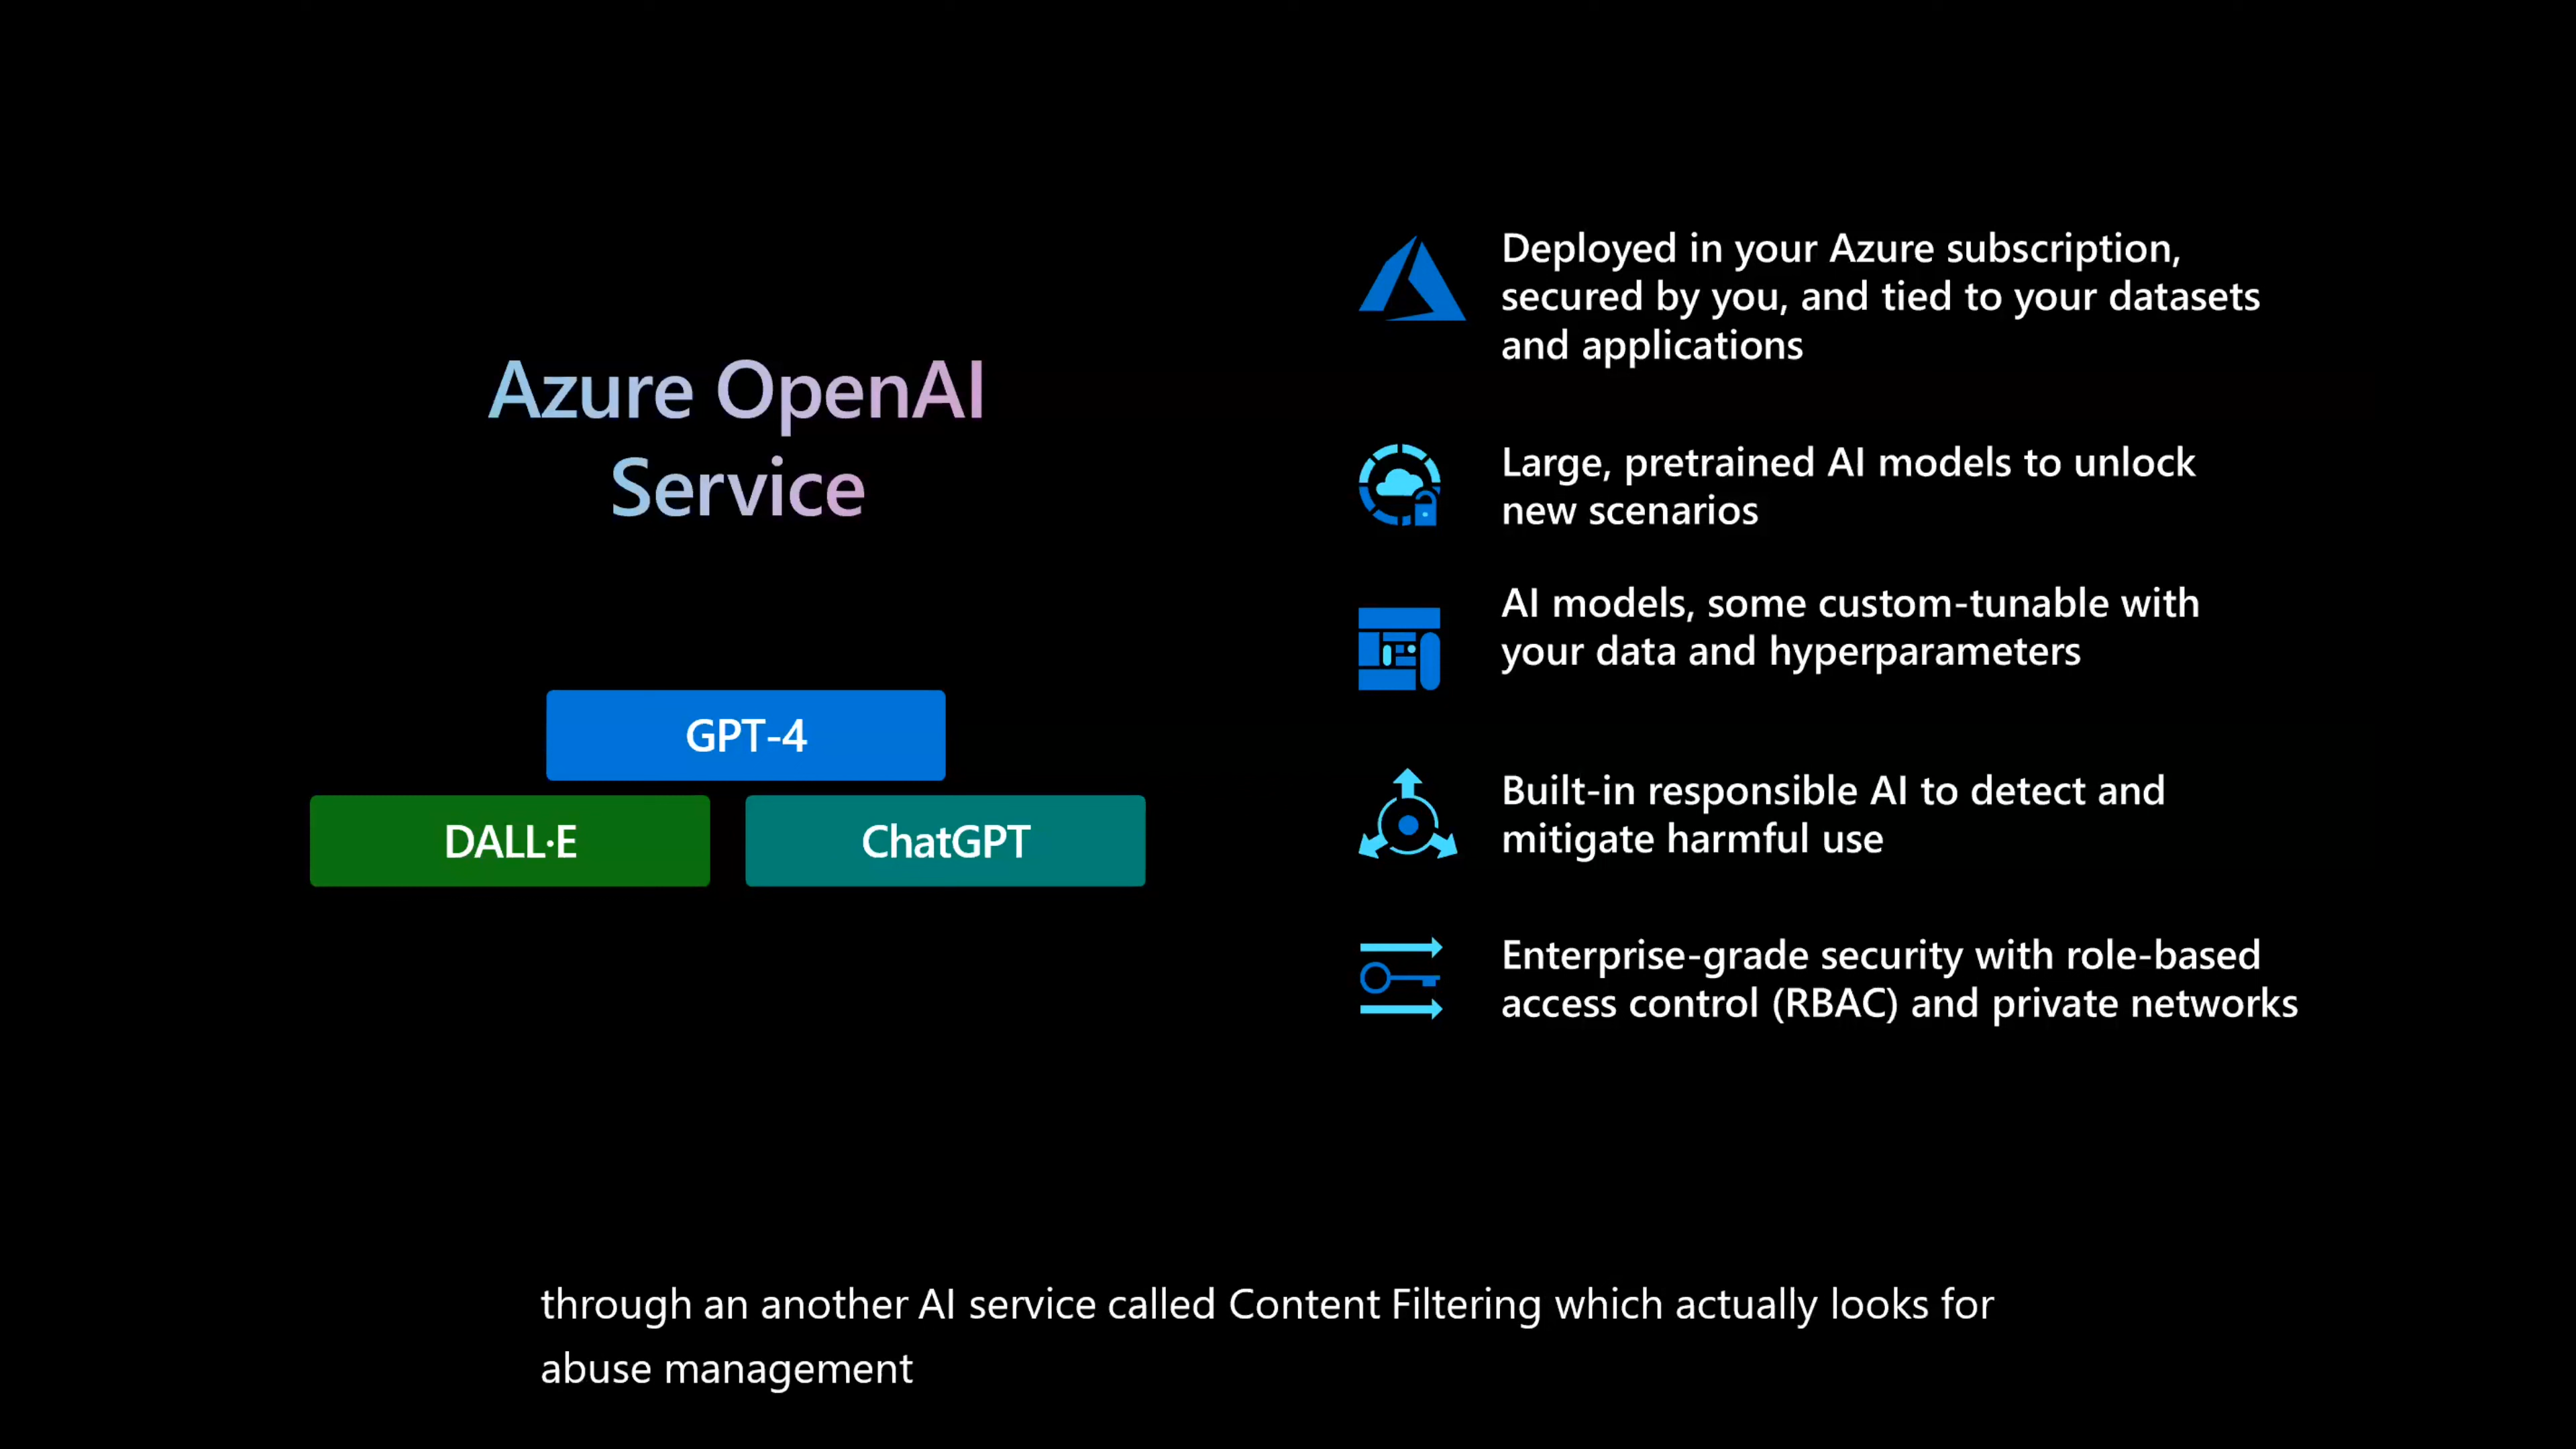 Azure OpenAI
Service
GPT-4
DALL·E
ChatGPT
Deployed in your Azure subscription,
secured by you, and tied to your datasets
and applications
Large, pretrained AI models to unlock
new scenarios
AI models, some custom-tunable with
your data and hyperparameters
Built-in responsible AI to detect and
mitigate harmful use
Enterprise-grade security with role-based
access control (RBAC) and private networks
through an another AI service called Content Filtering which actually looks for
abuse management